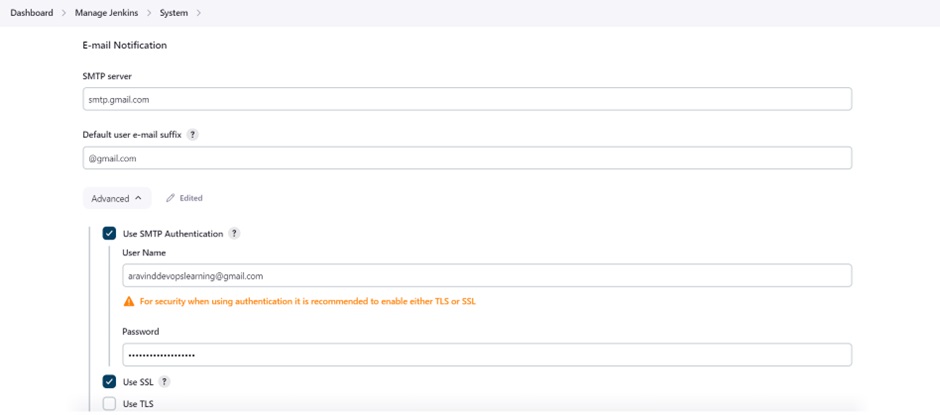 Dashboard > Manage Jenkins > System >
E-mail Notification
SMTP server
smtp.gmail.com
Default user e-mail suffix ?
@gmail.com
Advanced Edited
Use SMTP Authentication ?
User Name
aravinddevopslearning@gmail.com
For security when using authentication it is recommended to enable either TLS or SSL
Password
•••••••••••••••••••
Use SSL ?
Use TLS